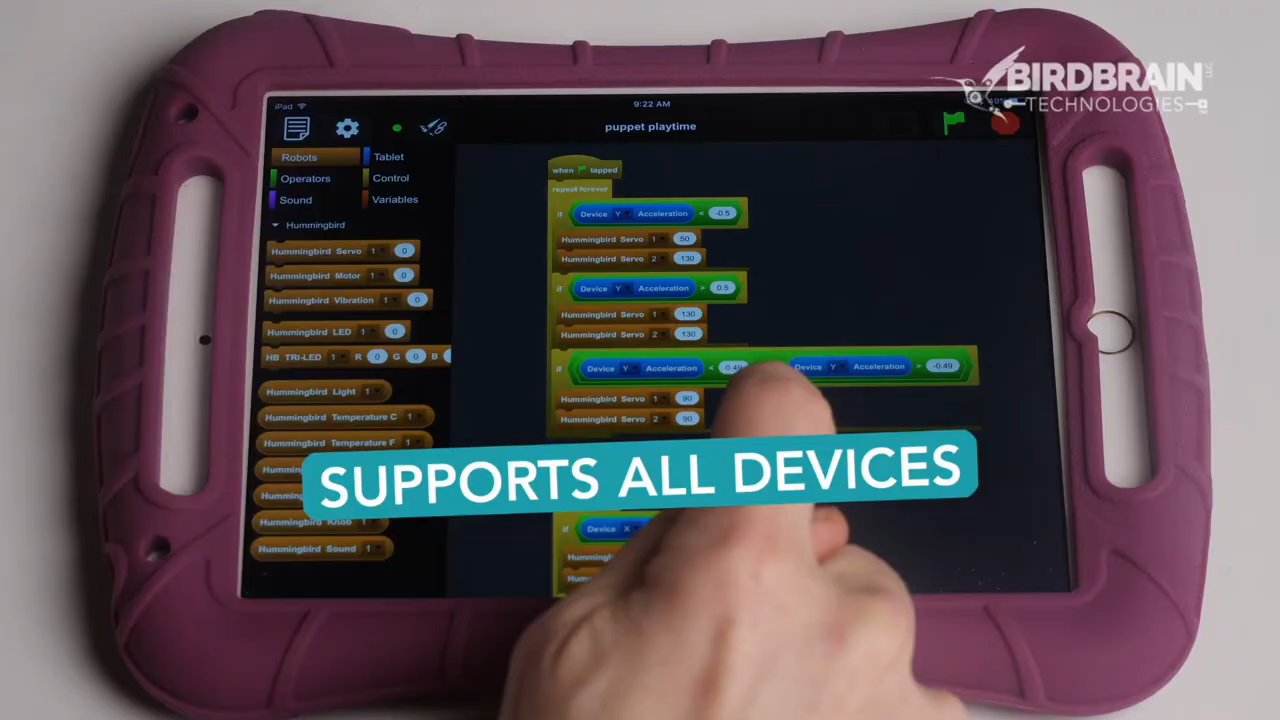 BIRDBRAIN
TECHNOLOGIES
iPad
9:22 AM
puppet playtime
Robots
Tablet
Operators
Control
Sound
Variables
Hummingbird
Hummingbird Servo 1 0
Hummingbird Motor 1 0
Hummingbird Vibration 1 0
Hummingbird LED 1 0
HB TRI-LED 1 R 0 G 0 B
Hummingbird Light 1
Hummingbird Temperature C 1
Hummingbird Temperature F 1
Hummingbird Knob 1
Hummingbird Sound 1
when tapped
repeat forever
if Device Y Acceleration < -0.5
Hummingbird Servo 1 50
Hummingbird Servo 2 130
if Device Y Acceleration > 0.5
Hummingbird Servo 1 130
Hummingbird Servo 2 130
if Device Y Acceleration < 0.49 Device Y Acceleration > -0.49
Hummingbird Servo 1 90
Hummingbird Servo 2 90
SUPPORTS ALL DEVICES
if Device X